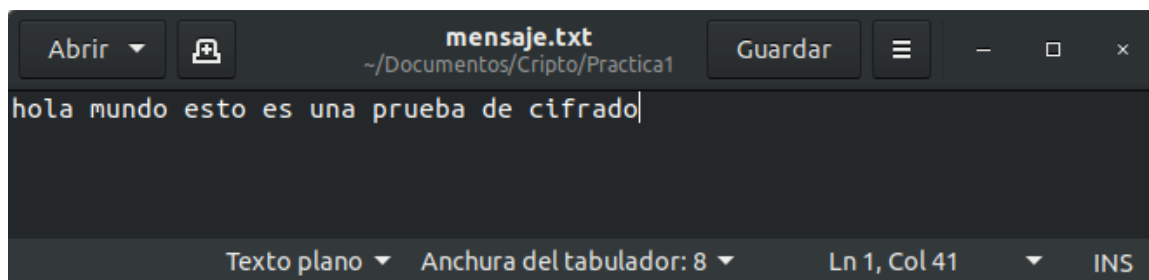 Abrir mensaje.txt Guardar
~/Documentos/Cripto/Practica1
hola mundo esto es una prueba de cifrado
Texto plano Anchura del tabulador: 8 Ln 1, Col 41 INS